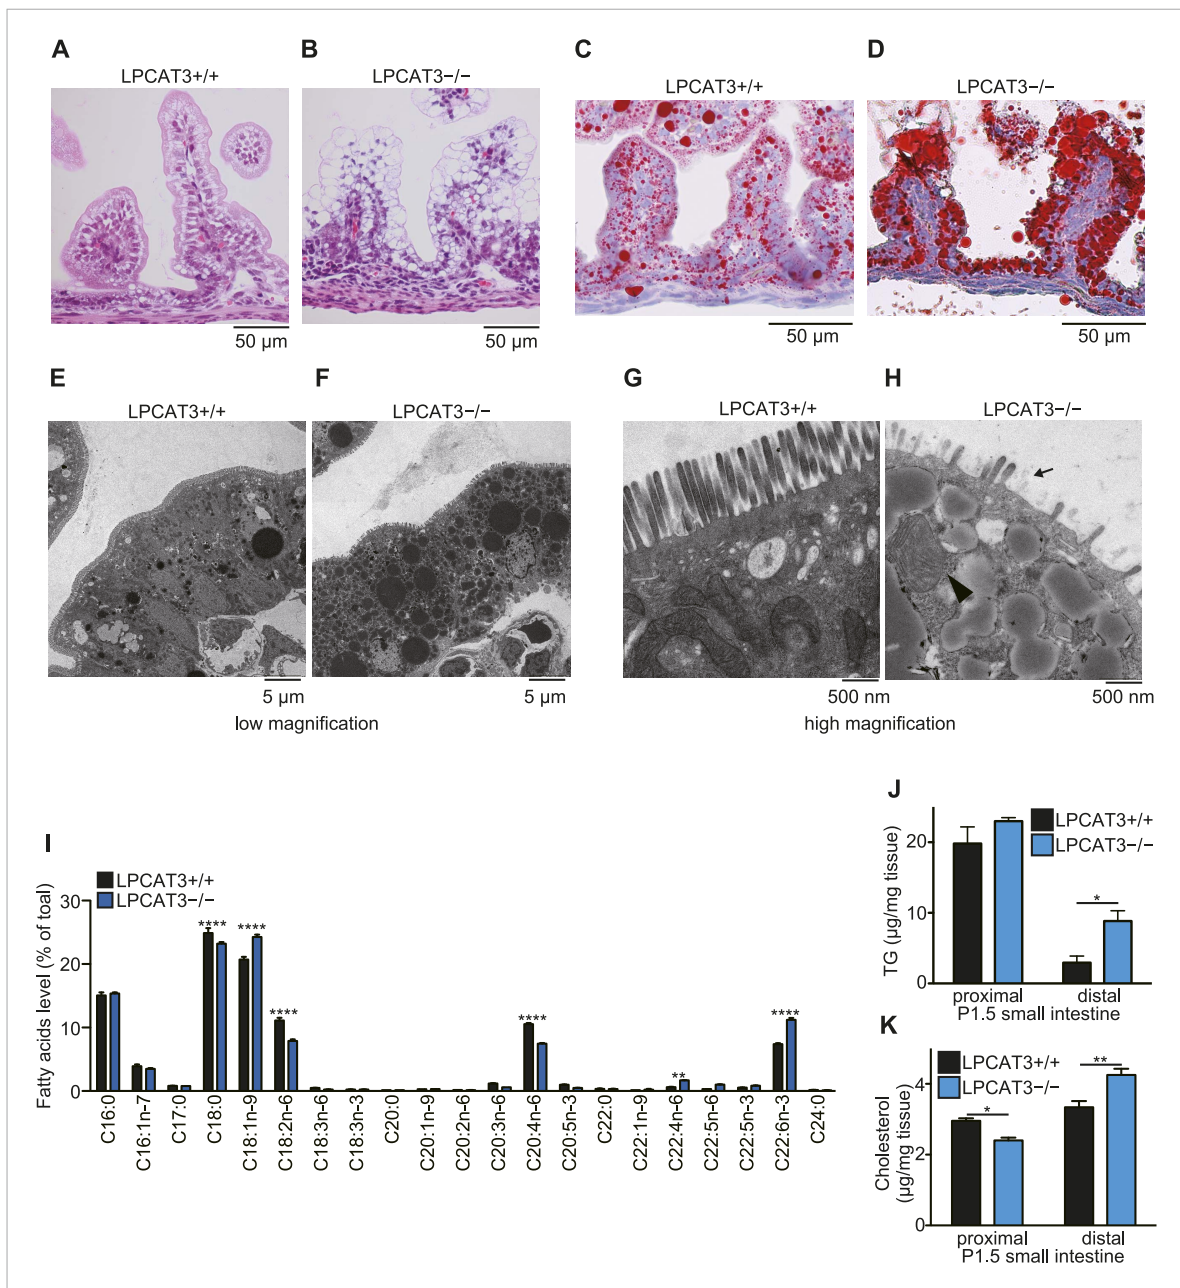 A
B
C
D
LPCAT3+/+
LPCAT3−/−
LPCAT3+/+
LPCAT3−/−
50 µm
50 µm
50 µm
50 µm
E
F
G
H
LPCAT3+/+
LPCAT3−/−
LPCAT3+/+
LPCAT3−/−
5 µm
5 µm
500 nm
500 nm
low magnification
high magnification
I
LPCAT3+/+
LPCAT3−/−
Fatty acids level (% of toal)
30
20
10
0
****
****
****
****
**
****
C16:0
C16:1n-7
C17:0
C18:0
C18:1n-9
C18:2n-6
C18:3n-6
C18:3n-3
C20:0
C20:1n-9
C20:2n-6
C20:3n-6
C20:4n-6
C20:5n-3
C22:0
C22:1n-9
C22:4n-6
C22:5n-6
C22:5n-3
C22:6n-3
C24:0
J
LPCAT3+/+
LPCAT3−/−
TG (µg/mg tissue)
20
10
0
*
proximal
distal
P1.5 small intestine
K
LPCAT3+/+
LPCAT3−/−
Cholesterol
(µg/mg tissue)
4
2
0
*
**
proximal
distal
P1.5 small intestine